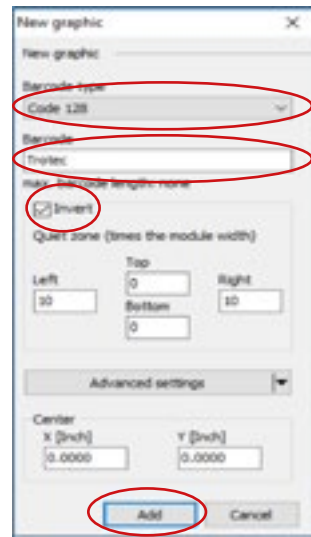 New graphic
New graphic
Barcode type
Code 128
Barcode
Trotec
max. barcode length: none
Invert
Quiet zone (times the module width)
Top
Left 0 Right
10 Bottom 10
0
Advanced settings
Center
X [Inch] Y [Inch]
0.0000 0.0000
Add Cancel